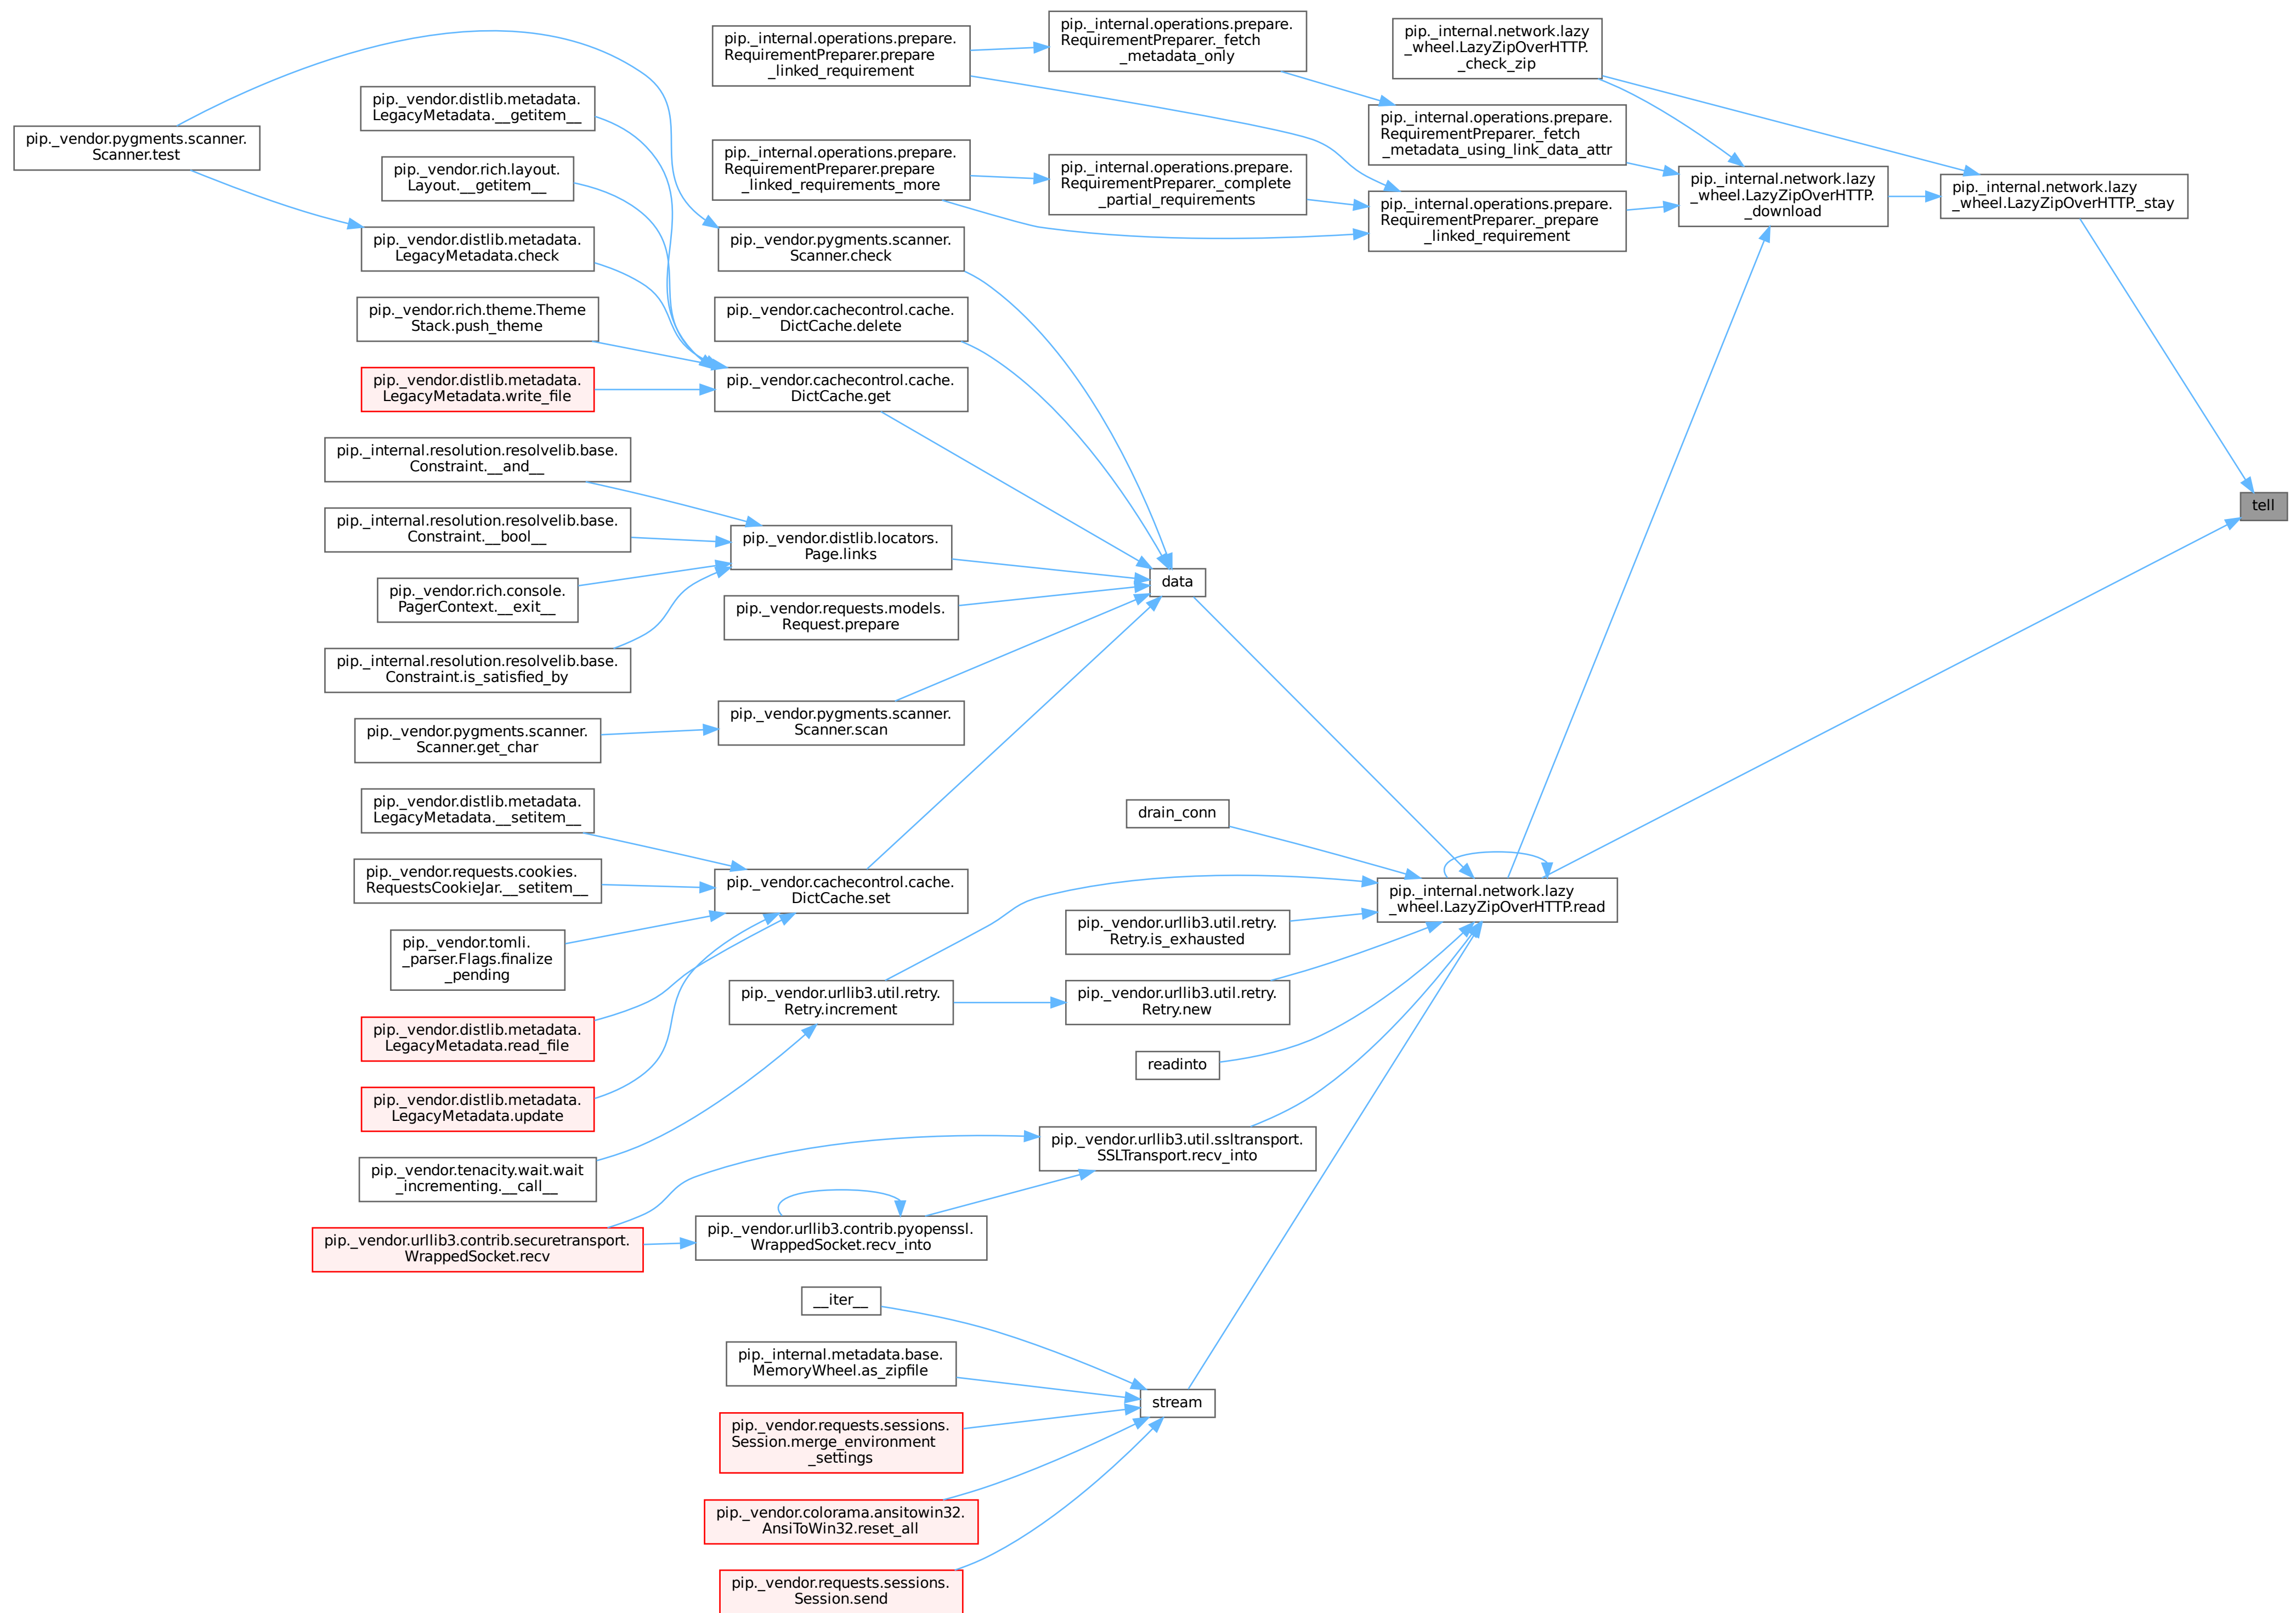 pip._internal.operations.prepare.
RequirementPreparer.prepare
_linked_requirement
pip._internal.operations.prepare.
RequirementPreparer._fetch
_metadata_only
pip._internal.network.lazy
_wheel.LazyZipOverHTTP.
_check_zip
pip._vendor.distlib.metadata.
LegacyMetadata.__getitem__
pip._internal.operations.prepare.
RequirementPreparer._fetch
_metadata_using_link_data_attr
pip._vendor.pygments.scanner.
Scanner.test
pip._vendor.rich.layout.
Layout.__getitem__
pip._internal.operations.prepare.
RequirementPreparer.prepare
_linked_requirements_more
pip._internal.operations.prepare.
RequirementPreparer._complete
_partial_requirements
pip._internal.operations.prepare.
RequirementPreparer._prepare
_linked_requirement
pip._internal.network.lazy
_wheel.LazyZipOverHTTP.
_download
pip._internal.network.lazy
_wheel.LazyZipOverHTTP._stay
pip._vendor.distlib.metadata.
LegacyMetadata.check
pip._vendor.pygments.scanner.
Scanner.check
pip._vendor.rich.theme.Theme
Stack.push_theme
pip._vendor.cachecontrol.cache.
DictCache.delete
pip._vendor.distlib.metadata.
LegacyMetadata.write_file
pip._vendor.cachecontrol.cache.
DictCache.get
pip._internal.resolution.resolvelib.base.
Constraint.__and__
tell
pip._internal.resolution.resolvelib.base.
Constraint.__bool__
pip._vendor.distlib.locators.
Page.links
data
pip._vendor.rich.console.
PagerContext.__exit__
pip._vendor.requests.models.
Request.prepare
pip._internal.resolution.resolvelib.base.
Constraint.is_satisfied_by
pip._vendor.pygments.scanner.
Scanner.get_char
pip._vendor.pygments.scanner.
Scanner.scan
pip._vendor.distlib.metadata.
LegacyMetadata.__setitem__
drain_conn
pip._vendor.requests.cookies.
RequestsCookieJar.__setitem__
pip._vendor.cachecontrol.cache.
DictCache.set
pip._internal.network.lazy
_wheel.LazyZipOverHTTP.read
pip._vendor.tomli.
_parser.Flags.finalize
_pending
pip._vendor.urllib3.util.retry.
Retry.is_exhausted
pip._vendor.urllib3.util.retry.
Retry.increment
pip._vendor.urllib3.util.retry.
Retry.new
pip._vendor.distlib.metadata.
LegacyMetadata.read_file
readinto
pip._vendor.distlib.metadata.
LegacyMetadata.update
pip._vendor.urllib3.util.ssltransport.
SSLTransport.recv_into
pip._vendor.tenacity.wait.wait
_incrementing.__call__
pip._vendor.urllib3.contrib.securetransport.
WrappedSocket.recv
pip._vendor.urllib3.contrib.pyopenssl.
WrappedSocket.recv_into
__iter__
pip._internal.metadata.base.
MemoryWheel.as_zipfile
stream
pip._vendor.requests.sessions.
Session.merge_environment
_settings
pip._vendor.colorama.ansitowin32.
AnsiToWin32.reset_all
pip._vendor.requests.sessions.
Session.send